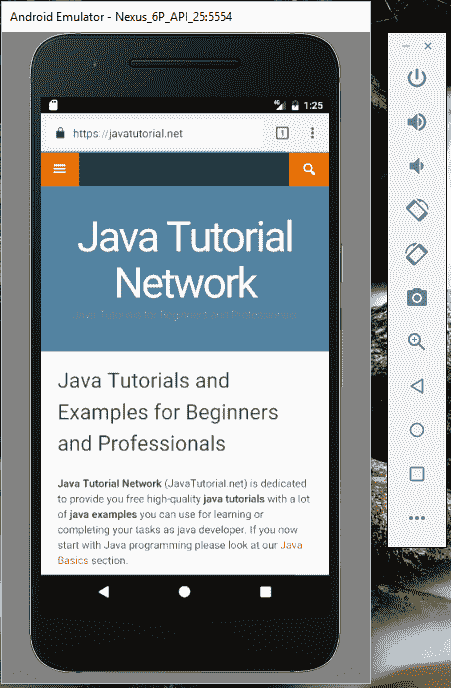 Android Emulator - Nexus_6P_API_25:5554
1:25
https://javatutorial.net
1
Java Tutorial
Network
Java Tutorials and
Examples for Beginners
and Professionals
Java Tutorial Network (JavaTutorial.net) is dedicated
to provide you free high-quality java tutorials with a lot
of java examples you can use for learning or
completing your tasks as java developer. If you now
start with Java programming please look at our Java
Basics section.